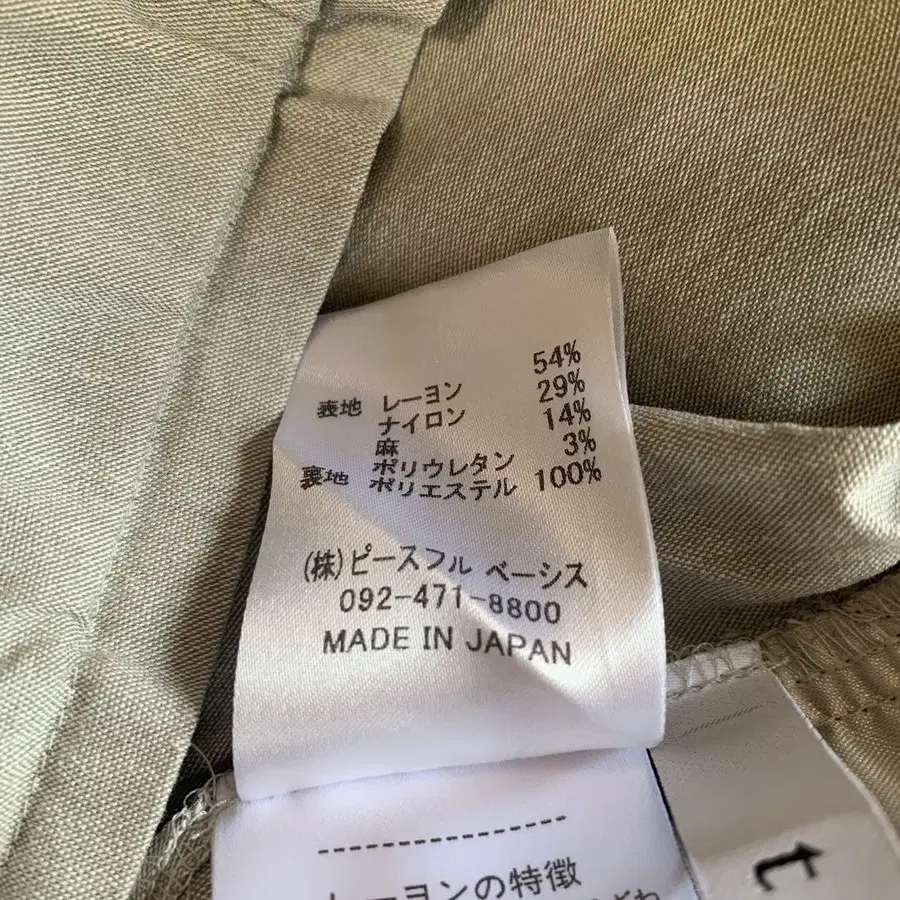 表地 レーヨン 54%
ナイロン 29%
麻 14%
ポリウレタン 3%
裏地 ポリエステル 100%
(株)ピースフル ベーシス
092-471-8800
MADE IN JAPAN
--------------------
レーヨンの特徴
t